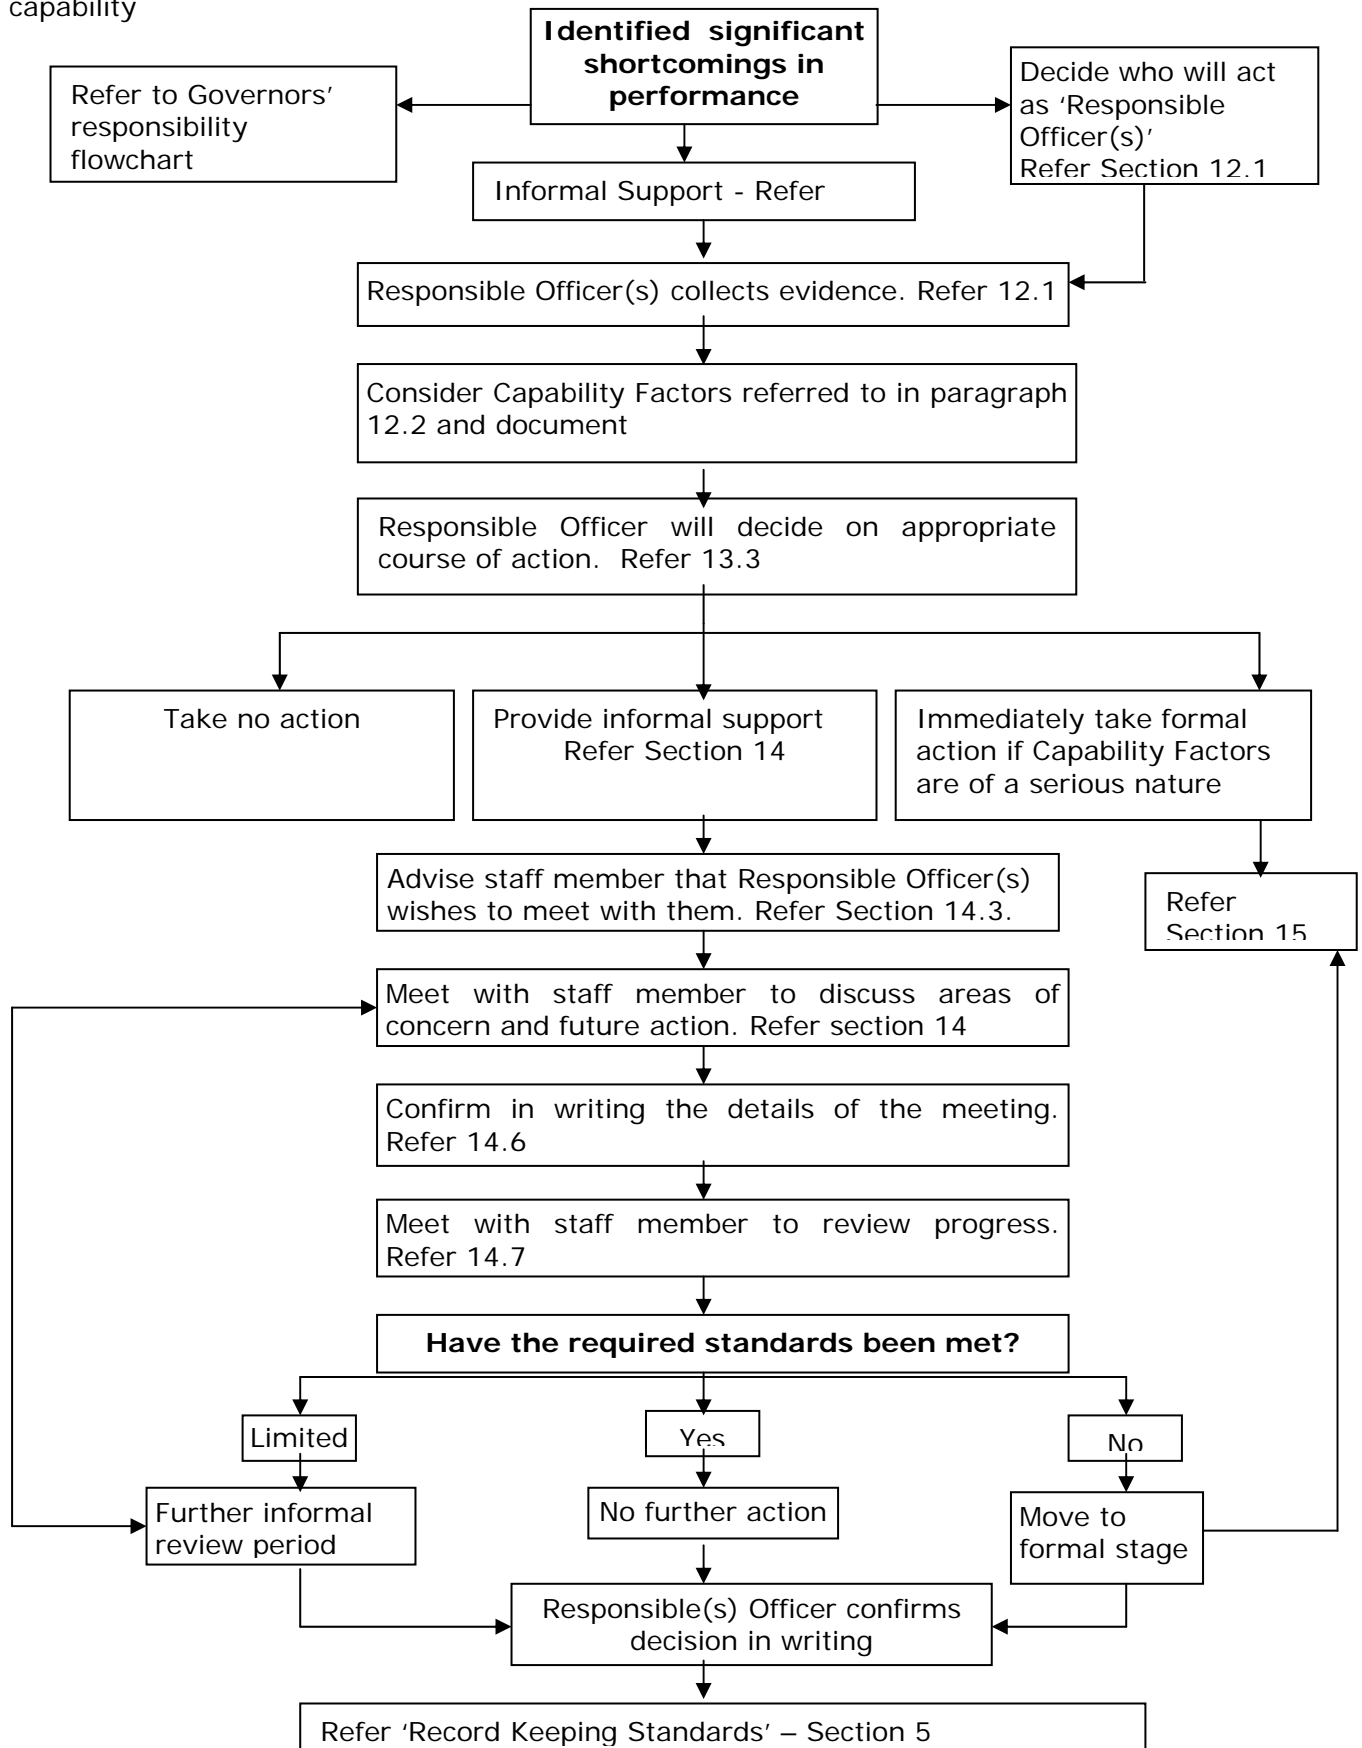 capability
Identified significant
shortcomings in
performance
Refer to Governors'
responsibility
flowchart
Decide who will act
as 'Responsible
Officer(s)'
Refer Section 12.1
Informal Support - Refer
Responsible Officer(s) collects evidence. Refer 12.1
Consider Capability Factors referred to in paragraph
12.2 and document
Responsible Officer will decide on appropriate
course of action. Refer 13.3
Take no action
Provide informal support
Refer Section 14
Immediately take formal
action if Capability Factors
are of a serious nature
Advise staff member that Responsible Officer(s)
wishes to meet with them. Refer Section 14.3.
Refer
Section 15
Meet with staff member to discuss areas of
concern and future action. Refer section 14
Confirm in writing the details of the meeting.
Refer 14.6
Meet with staff member to review progress.
Refer 14.7
Have the required standards been met?
Limited
Yes
No
Further informal
review period
No further action
Move to
formal stage
Responsible(s) Officer confirms
decision in writing
Refer 'Record Keeping Standards' – Section 5